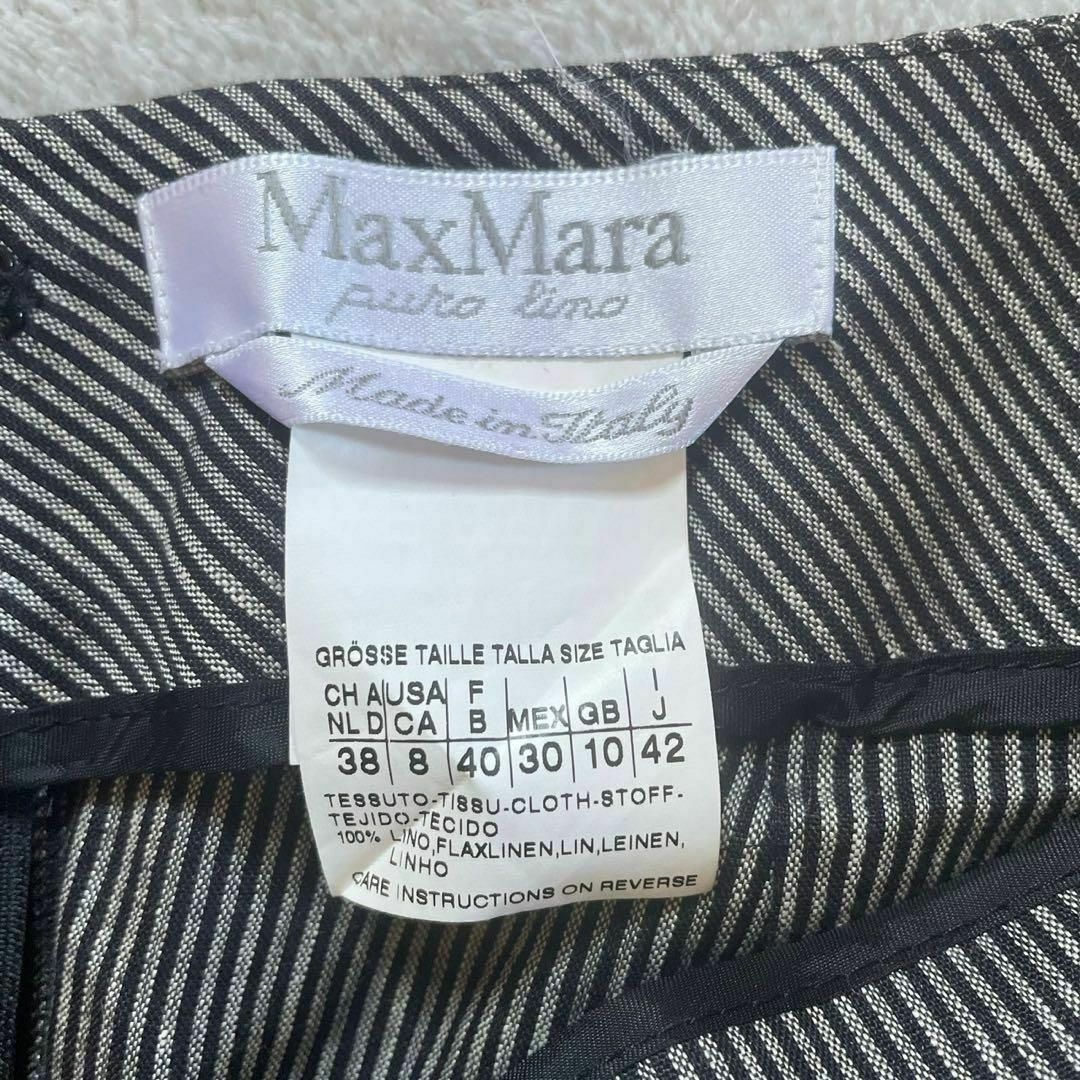 MaxMara
puro lino
Made in Italy
GRÖSSE TAILLE TALLA SIZE TAGLIA
CH A USA F MEX GB I
NL D CA B J
38 8 40 30 10 42
TESSUTO-TISSU-CLOTH-STOFF-
TEJIDO-TECIDO
100% LINO,FLAXLINEN,LIN,LEINEN,
LINHO
CARE INSTRUCTIONS ON REVERSE